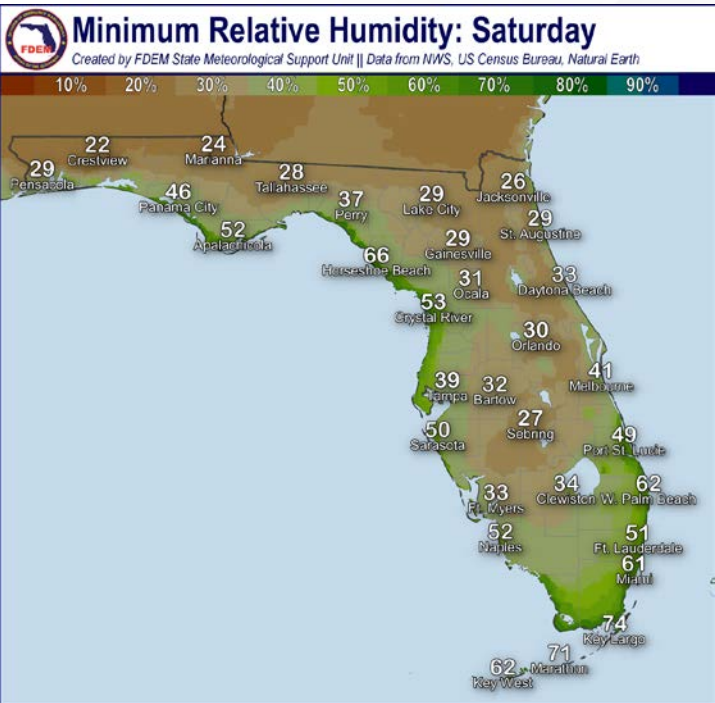 FDEM
Minimum Relative Humidity: Saturday
Created by FDEM State Meteorological Support Unit || Data from NWS, US Census Bureau, Natural Earth
10% 20% 30% 40% 50% 60% 70% 80% 90%
22
Crestview
24
Marianna
29
Pensacola
28
Tallahassee
26
Jacksonville
46
Panama City
37
Perry
29
Lake City
52
Apalachicola
29
St. Augustine
29
Gainesville
66
Horseshoe Beach
31
Ocala
33
Daytona Beach
53
Crystal River
30
Orlando
39
Tampa
32
Bartow
41
Melbourne
27
Sebring
50
Sarasota
49
Port St. Lucie
33
Ft. Myers
34
Clewiston
62
W. Palm Beach
52
Naples
51
Ft. Lauderdale
61
Miami
74
Key Largo
71
Marathon
62
Key West